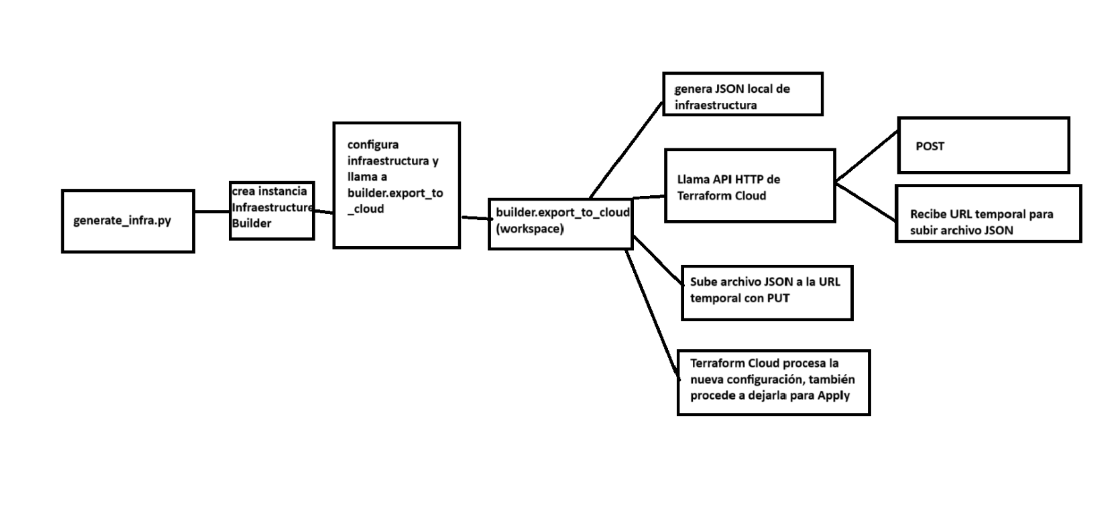 generate_infra.py
crea instancia
Infraestructure
Builder
configura
infraestructura y
llama a
builder.export_to
_cloud
builder.export_to_cloud
(workspace)
genera JSON local de
infraestructura
Llama API HTTP de
Terraform Cloud
POST
Recibe URL temporal para
subir archivo JSON
Sube archivo JSON a la URL
temporal con PUT
Terraform Cloud procesa la
nueva configuración, también
procede a dejarla para Apply